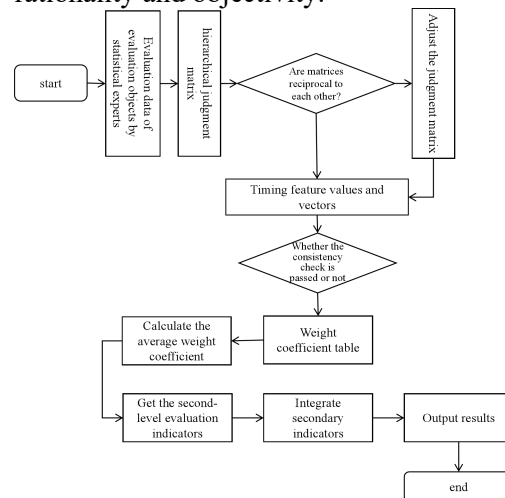 rationality and objectivity.
start
Evaluation data of
evaluation objects by
statistical experts
hierarchical judgment
matrix
Are matrices
reciprocal to
each other?
Adjust the judgment matrix
Timing feature values and
vectors
Whether the
consistency
check is
passed or not
Calculate the
average weight
coefficient
Weight
coefficient table
Get the second-
level evaluation
indicators
Integrate
secondary
indicators
Output results
end